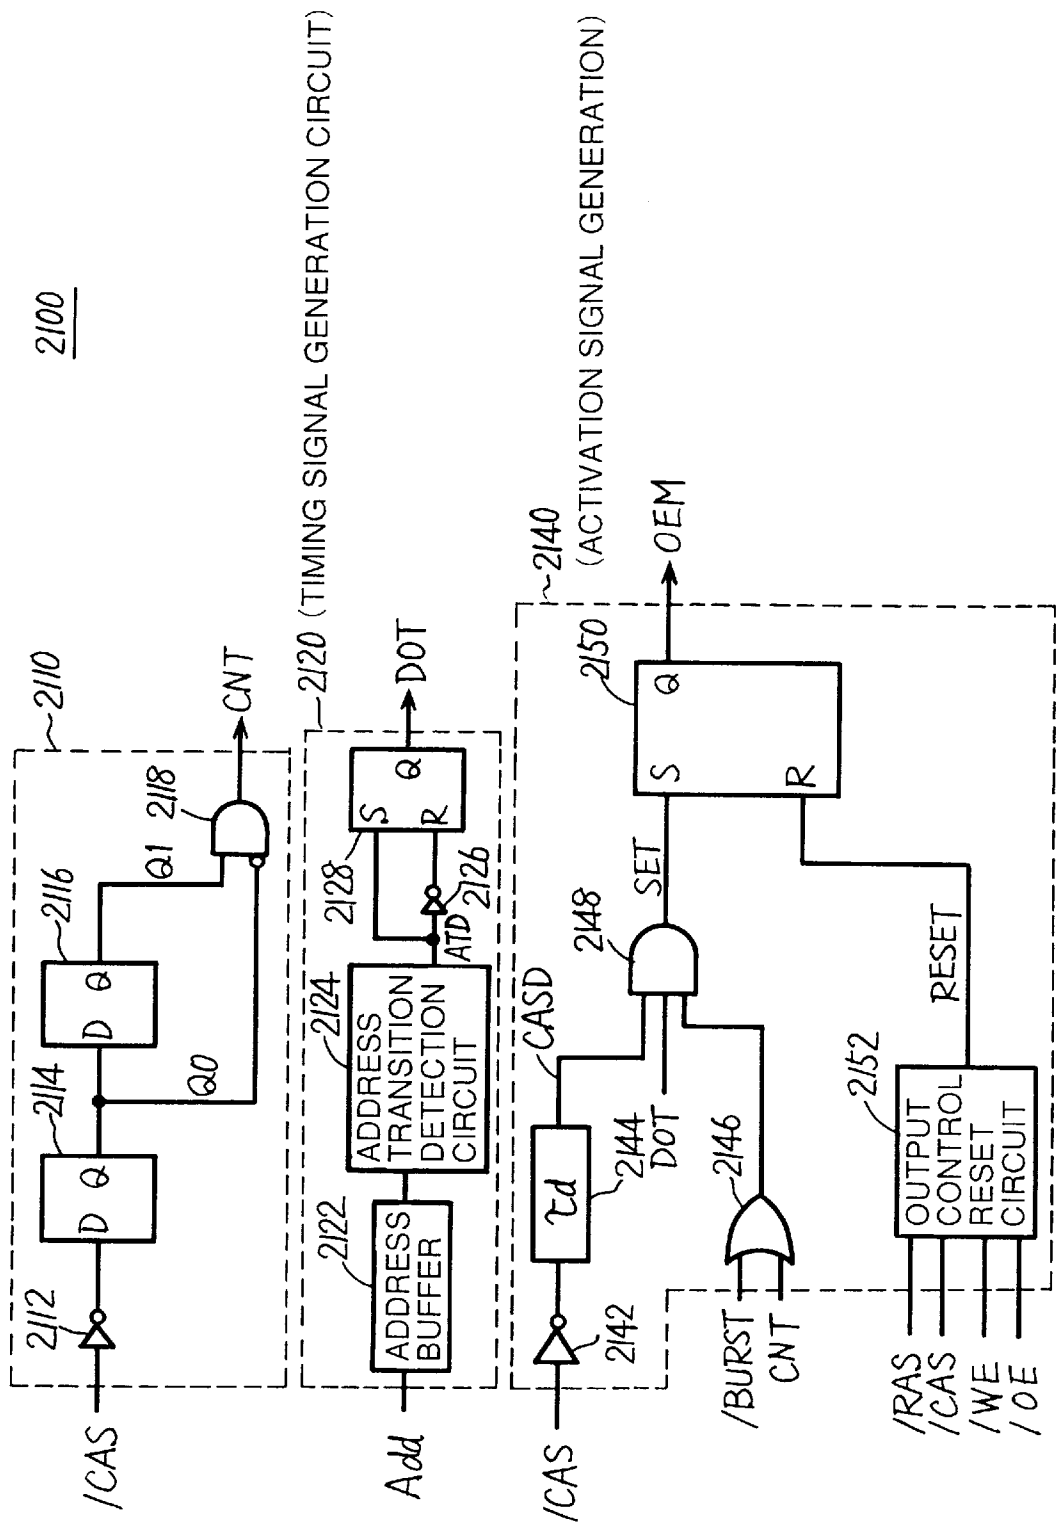 2100
2110
/CAS
2112
D Q
2114
Q0
D Q
2116
Q1
2118
CNT
2120 (TIMING SIGNAL GENERATION CIRCUIT)
Add
ADDRESS
BUFFER
2122
ADDRESS
TRANSITION
DETECTION
CIRCUIT
2124
ATD
2126
2128
S
R
Q
DOT
2140
(ACTIVATION SIGNAL GENERATION)
/CAS
2142
τd
2144
CASD
DOT
/BURST
CNT
2146
2148
SET
S
R
Q
2150
OEM
/RAS
/CAS
/WE
/OE
OUTPUT
CONTROL
RESET
CIRCUIT
2152
RESET